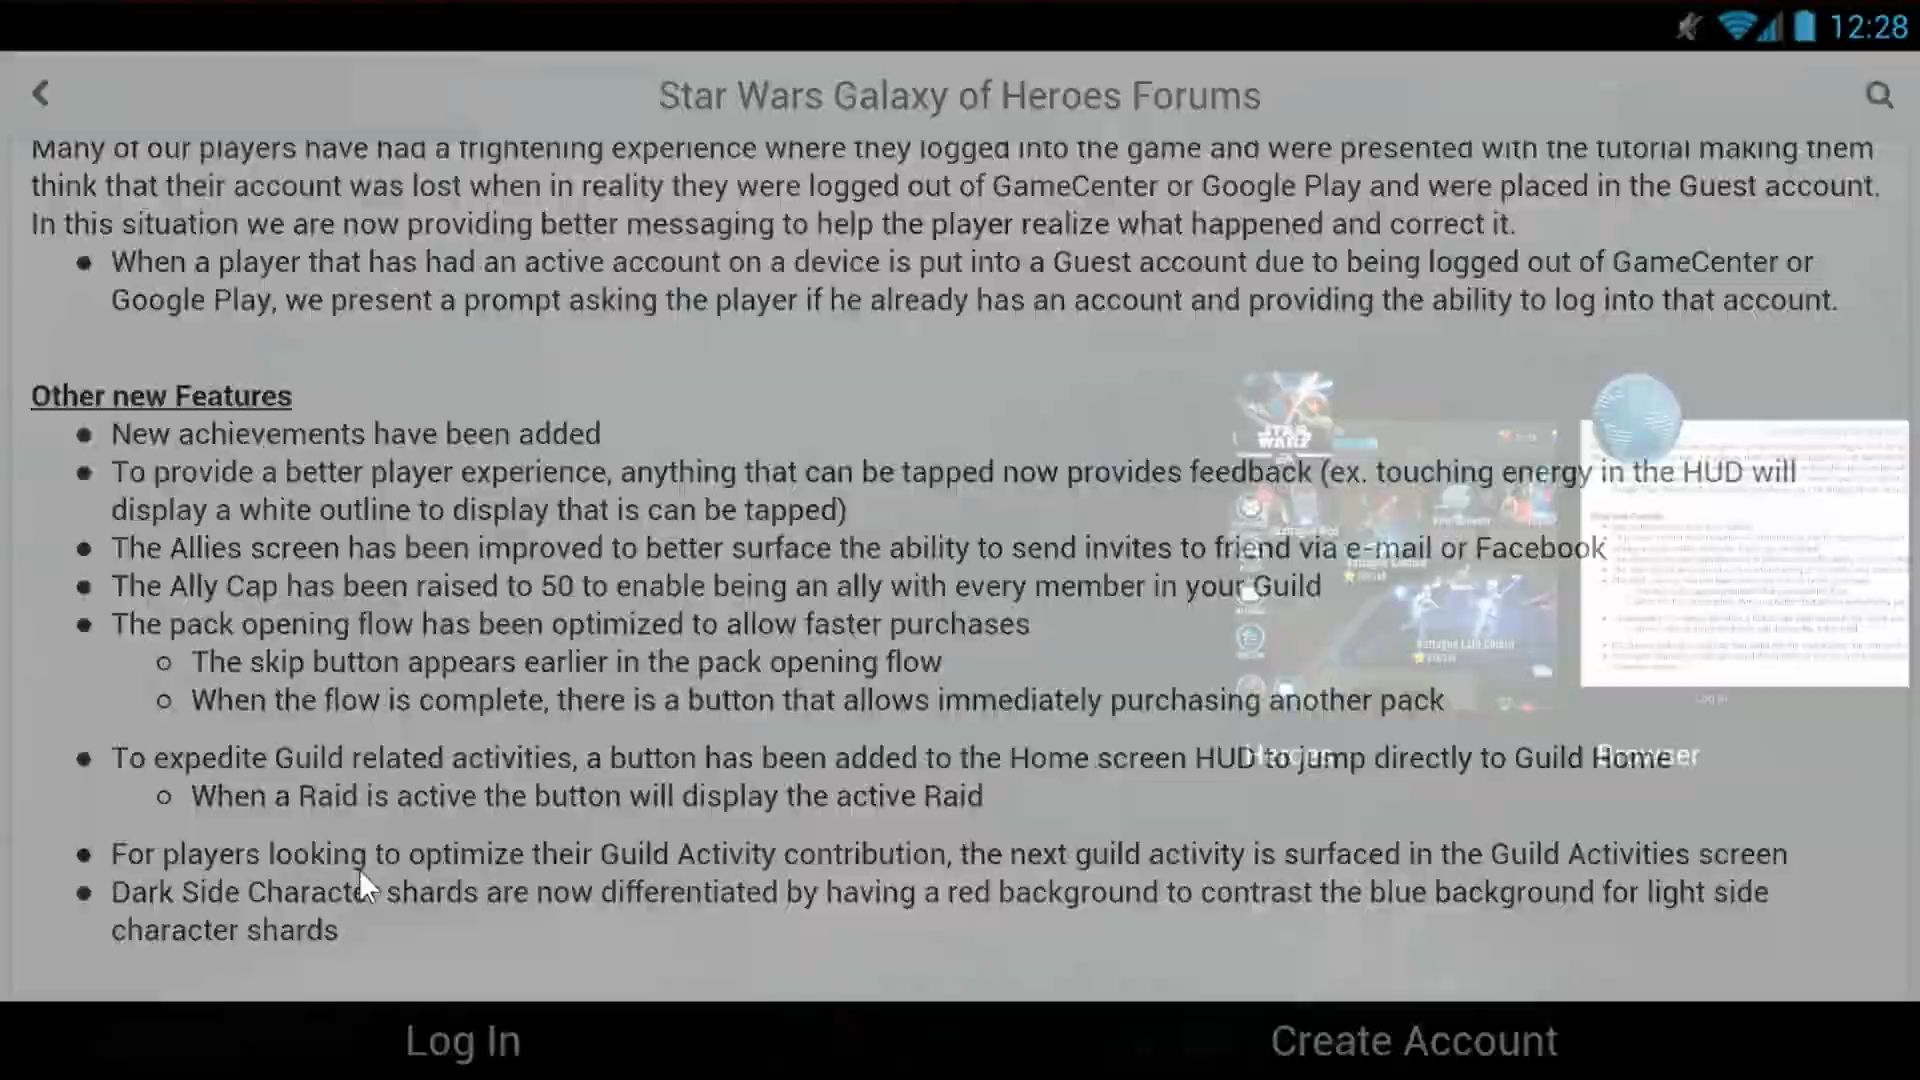 12:28
Star Wars Galaxy of Heroes Forums
Many of our players have had a frightening experience where they logged into the game and were presented with the tutorial making them
think that their account was lost when in reality they were logged out of GameCenter or Google Play and were placed in the Guest account.
In this situation we are now providing better messaging to help the player realize what happened and correct it.
When a player that has had an active account on a device is put into a Guest account due to being logged out of GameCenter or
Google Play, we present a prompt asking the player if he already has an account and providing the ability to log into that account.
Other new Features
New achievements have been added
To provide a better player experience, anything that can be tapped now provides feedback (ex. touching energy in the HUD will
display a white outline to display that is can be tapped)
The Allies screen has been improved to better surface the ability to send invites to friend via e-mail or Facebook
The Ally Cap has been raised to 50 to enable being an ally with every member in your Guild
The pack opening flow has been optimized to allow faster purchases
The skip button appears earlier in the pack opening flow
When the flow is complete, there is a button that allows immediately purchasing another pack
To expedite Guild related activities, a button has been added to the Home screen HUD to jump directly to Guild Home
When a Raid is active the button will display the active Raid
For players looking to optimize their Guild Activity contribution, the next guild activity is surfaced in the Guild Activities screen
Dark Side Character shards are now differentiated by having a red background to contrast the blue background for light side
character shards
STAR
WARS
Heroes
Browser
Log In
Log In
Create Account